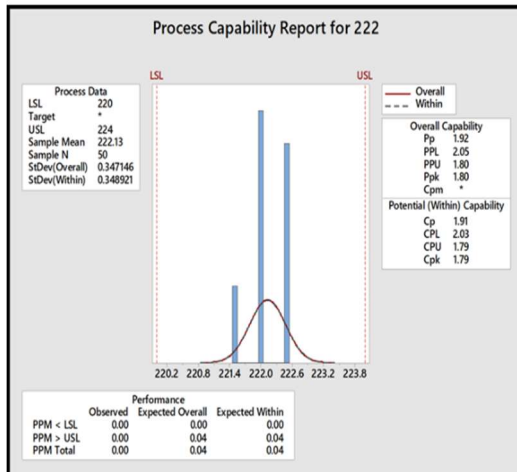 Process Capability Report for 222
LSL
USL
Process Data
LSL 220
Target *
USL 224
Sample Mean 222.13
Sample N 50
StDev(Overall) 0.347146
StDev(Within) 0.348921
Overall
Within
Overall Capability
Pp 1.92
PPL 2.05
PPU 1.80
Ppk 1.80
Cpm *
Potential (Within) Capability
Cp 1.91
CPL 2.03
CPU 1.79
Cpk 1.79
220.2 220.8 221.4 222.0 222.6 223.2 223.8
Performance
Observed Expected Overall Expected Within
PPM < LSL 0.00 0.00 0.00
PPM > USL 0.00 0.04 0.04
PPM Total 0.00 0.04 0.04